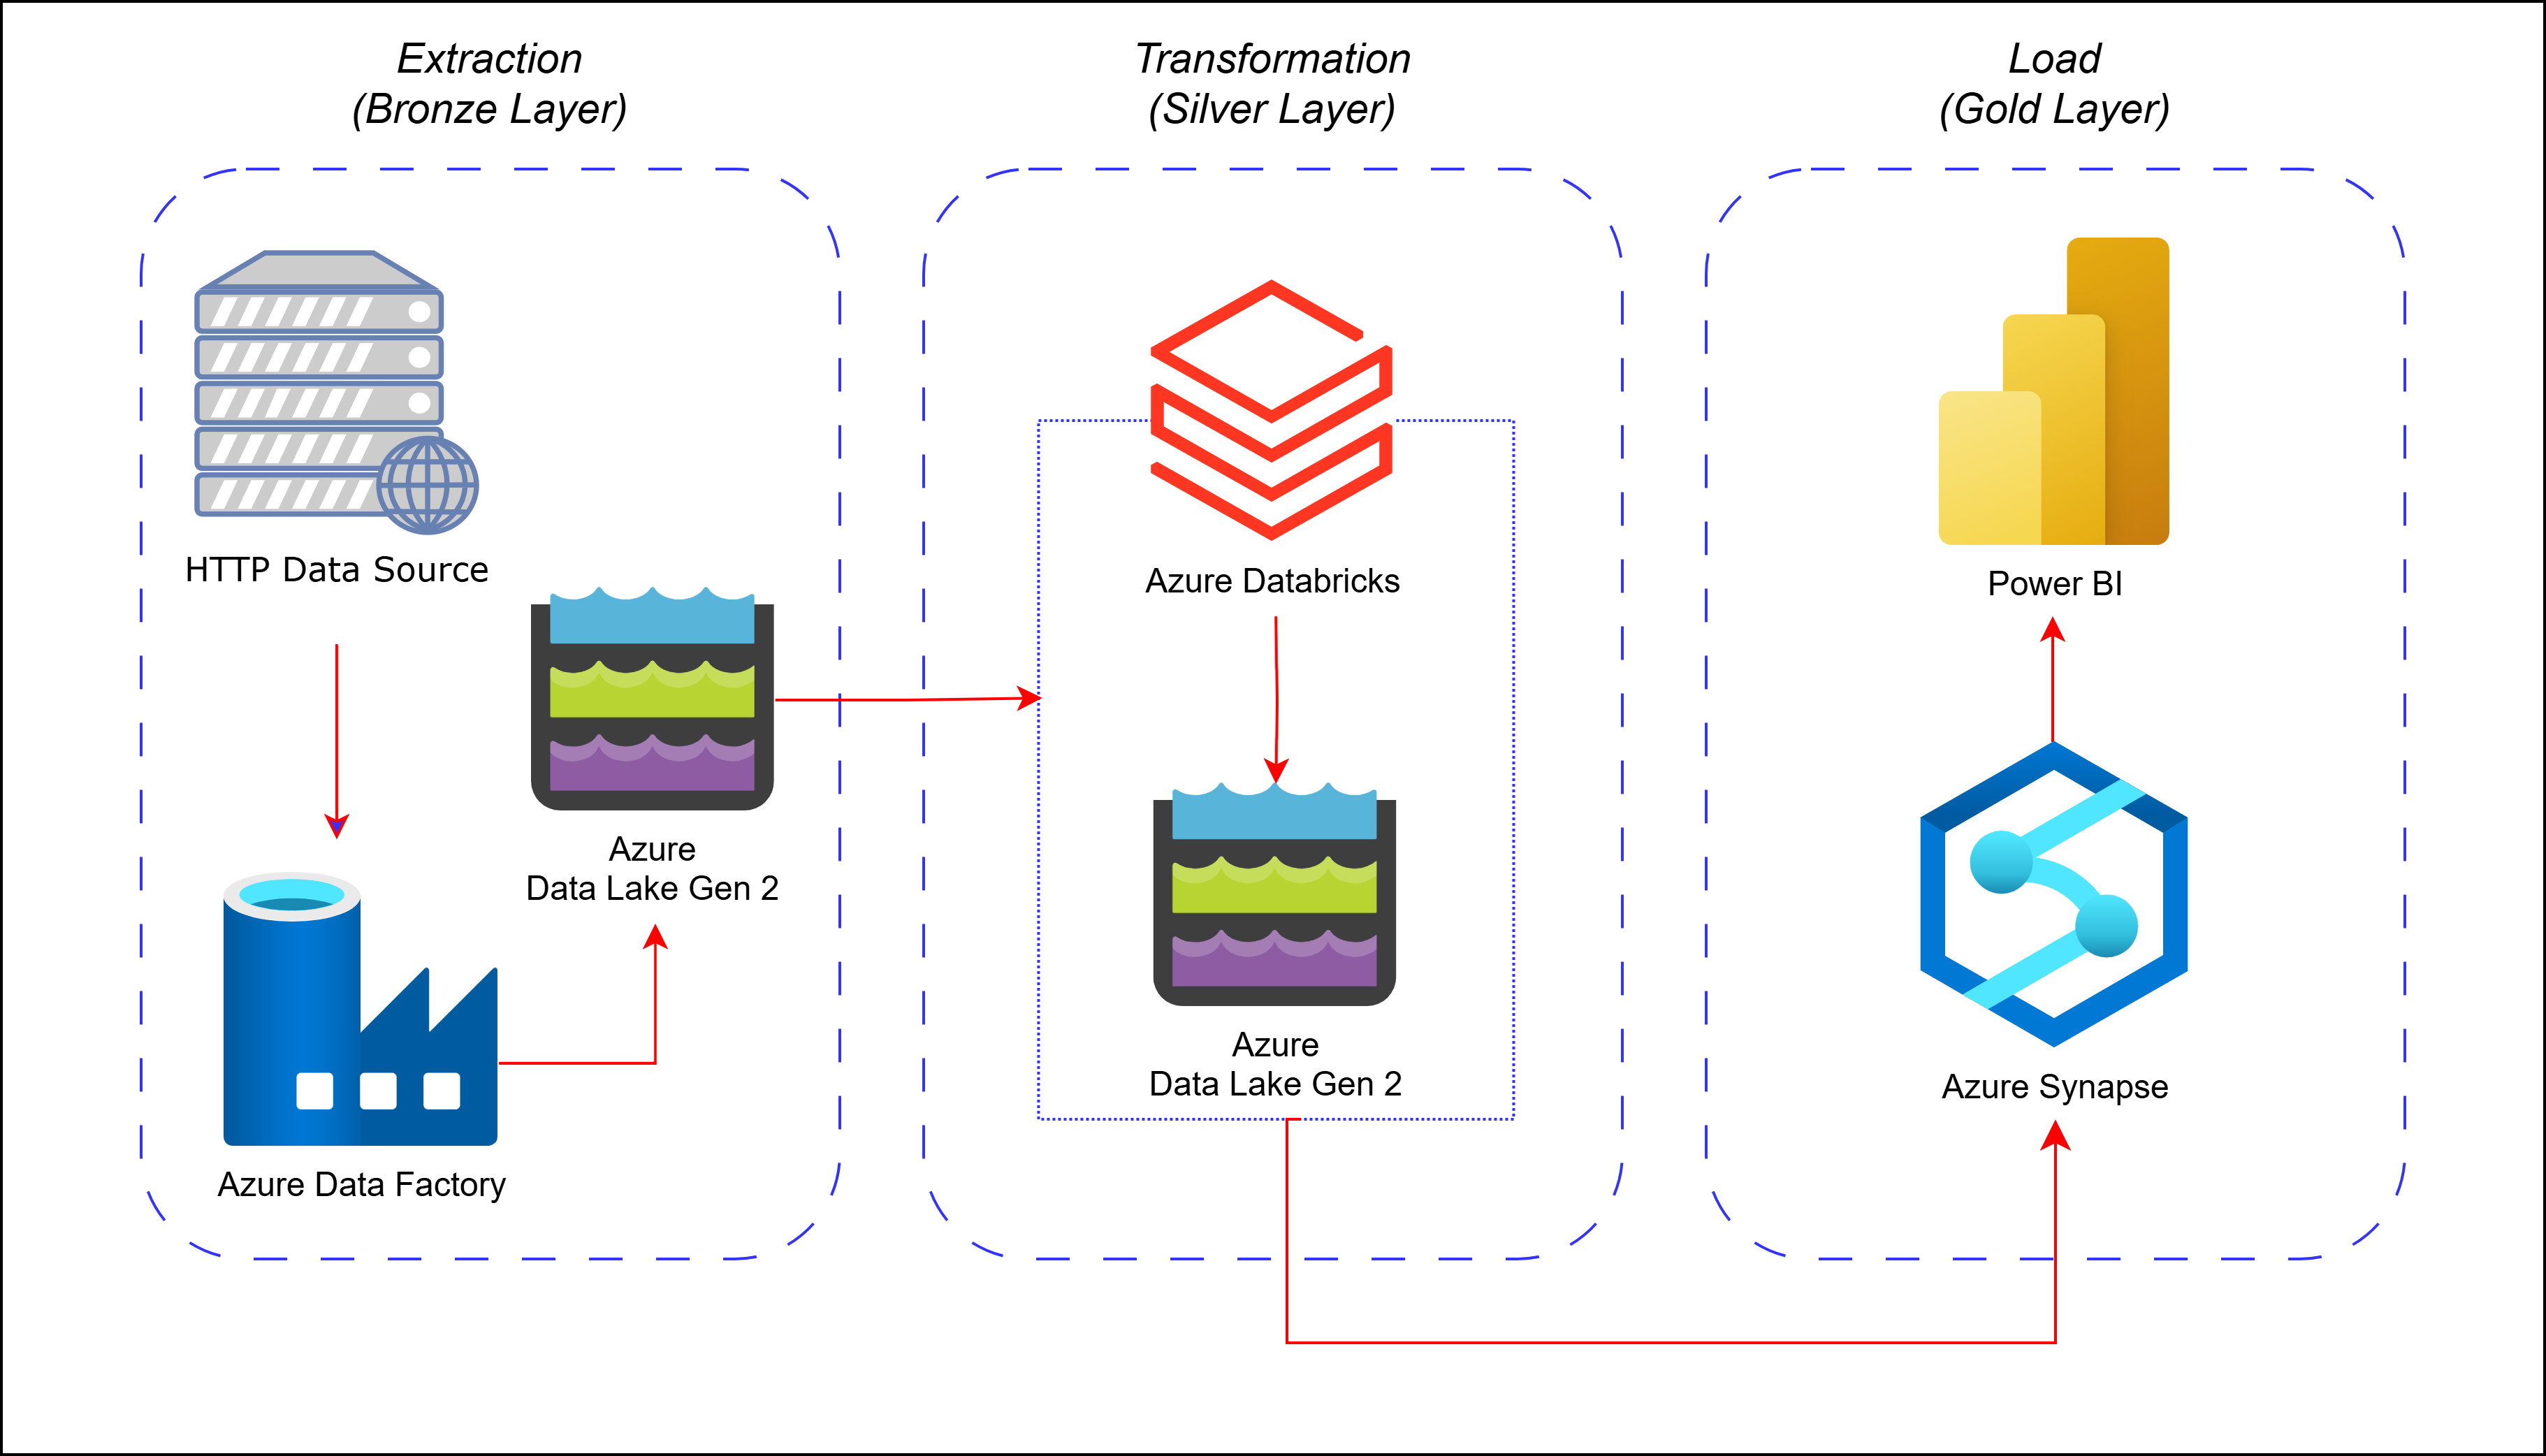 Extraction
(Bronze Layer)
Transformation
(Silver Layer)
Load
(Gold Layer)
HTTP Data Source
Azure
Data Lake Gen 2
Azure Data Factory
Azure Databricks
Azure
Data Lake Gen 2
Power BI
Azure Synapse